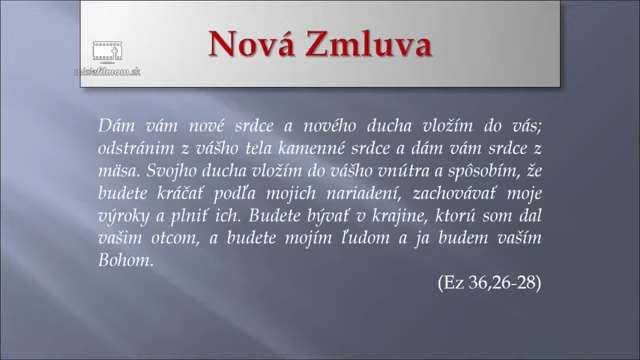 Nová Zmluva
misiafilmom.sk
Dám vám nové srdce a nového ducha vložím do vás;
odstránim z vášho tela kamenné srdce a dám vám srdce z
mäsa. Svojho ducha vložím do vášho vnútra a spôsobím, že
budete kráčať podľa mojich nariadení, zachovávať moje
výroky a plniť ich. Budete bývať v krajine, ktorú som dal
vašim otcom, a budete mojím ľudom a ja budem vaším
Bohom.
(Ez 36,26-28)